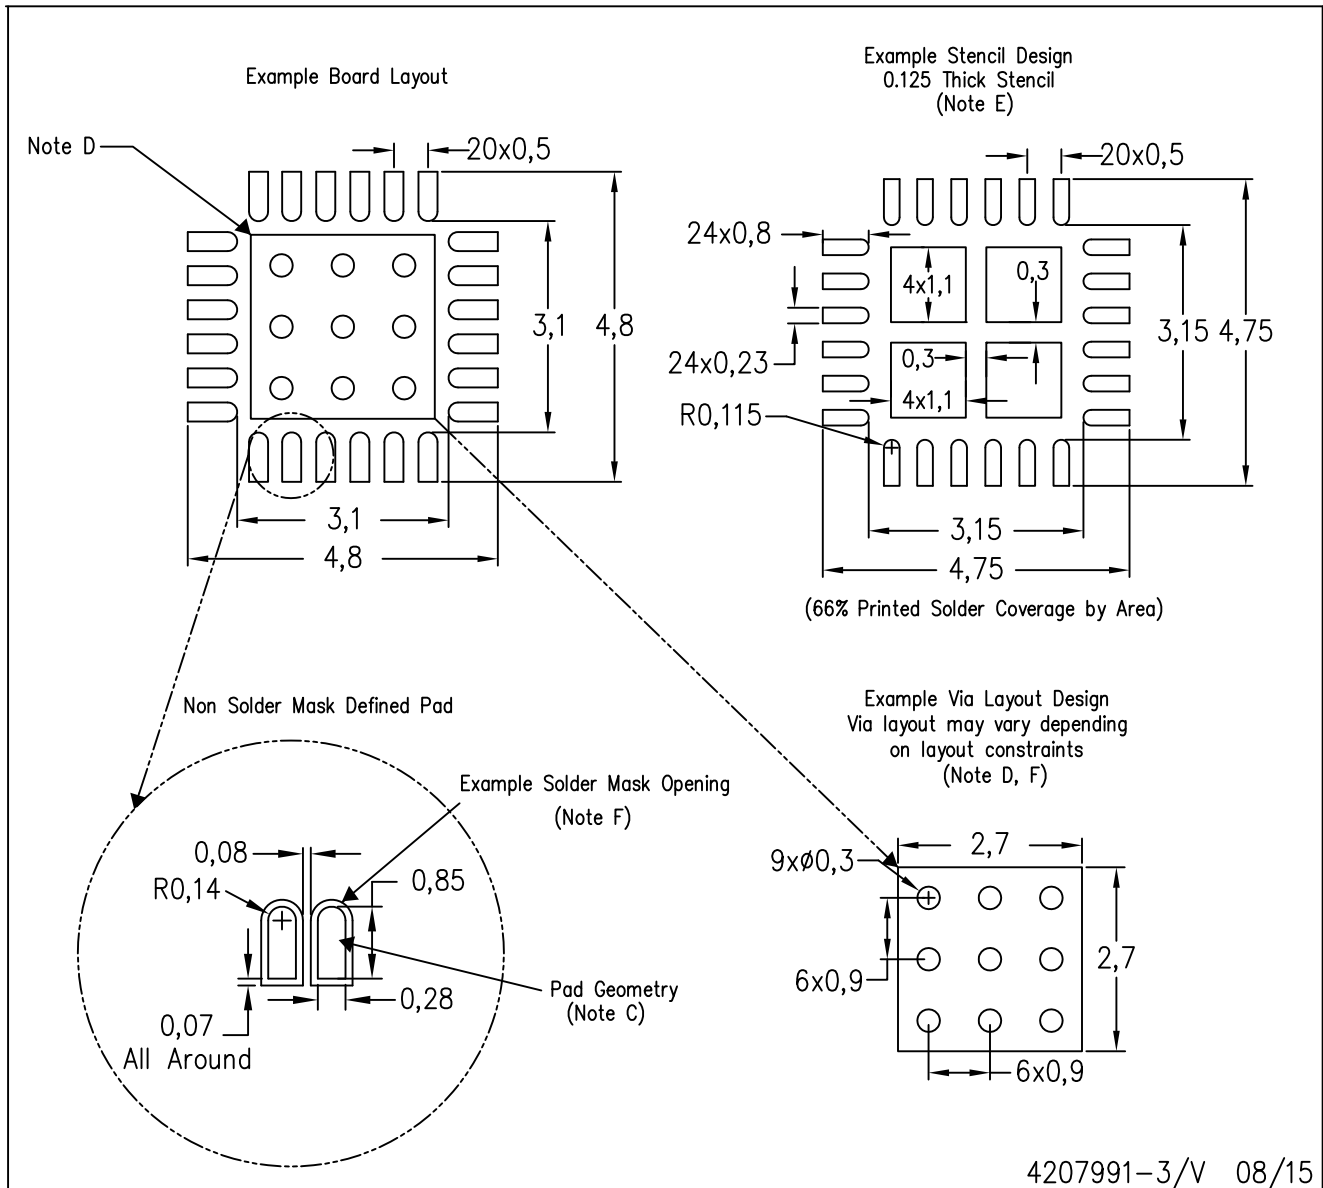 Example Board Layout
Note D
20x0,5
3,1
4,8
3,1
4,8
Example Stencil Design
0.125 Thick Stencil
(Note E)
20x0,5
24x0,8
4x1,1
0,3
3,15
4,75
24x0,23
0,3
4x1,1
R0,115
3,15
4,75
(66% Printed Solder Coverage by Area)
Non Solder Mask Defined Pad
Example Solder Mask Opening
(Note F)
0,08
R0,14
0,85
0,28
0,07
All Around
Pad Geometry
(Note C)
Example Via Layout Design
Via layout may vary depending
on layout constraints
(Note D, F)
9xø0,3
2,7
6x0,9
2,7
6x0,9
4207991-3/V 08/15